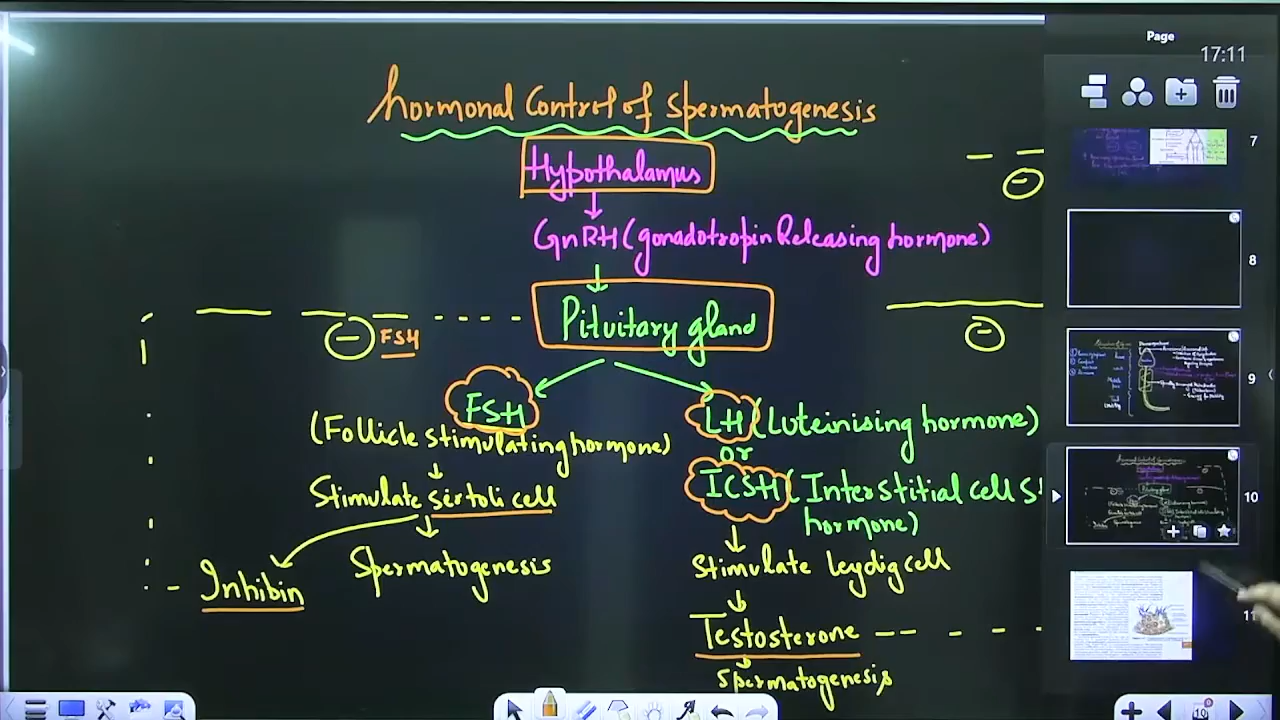 Page
17:11
hormonal Control of Spermatogenesis
Hypothalamus
GnRH (gonadotropin Releasing hormone)
Pituitary gland
FSH
FSH
(Follicle stimulating hormone)
Stimulate sirtoli cell
Spermatogenesis
Inhibin
LH (Luteinising hormone)
or
ICSH (Interstitial cell s
hormone)
Stimulate leydig cell
Testosterone
Spermatogenesis
7
8
9
10
11